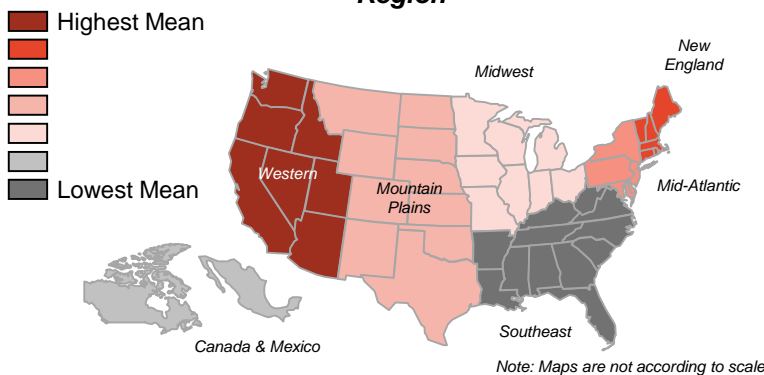 Region
Highest Mean
New
England
Midwest
Western
Mountain
Plains
Mid-Atlantic
Lowest Mean
Southeast
Canada & Mexico
Note: Maps are not according to scale